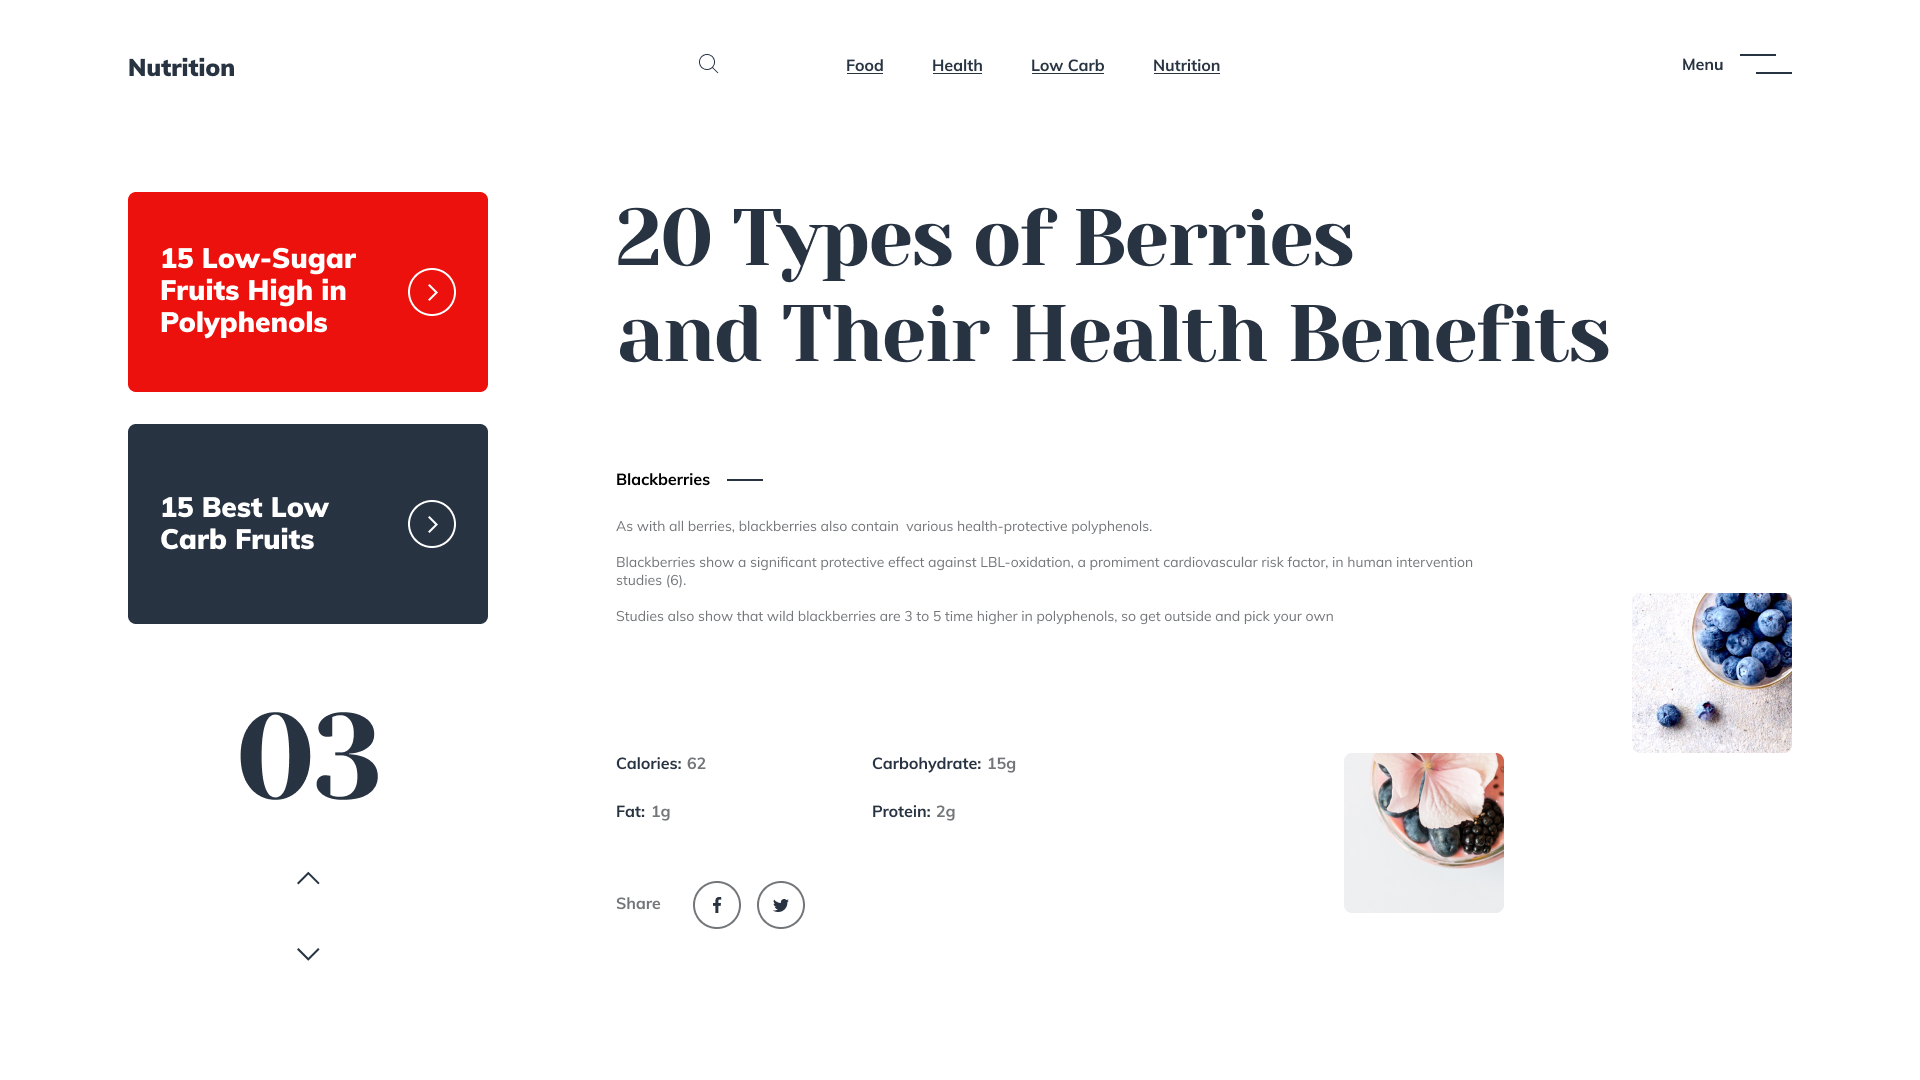 Nutrition
Food Health Low Carb Nutrition
Menu
15 Low-Sugar
Fruits High in
Polyphenols
15 Best Low
Carb Fruits
03
20 Types of Berries
and Their Health Benefits
Blackberries
As with all berries, blackberries also contain  various health-protective polyphenols.
Blackberries show a significant protective effect against LBL-oxidation, a promiment cardiovascular risk factor, in human intervention
studies (6).
Studies also show that wild blackberries are 3 to 5 time higher in polyphenols, so get outside and pick your own
Calories: 62 Carbohydrate: 15g
Fat: 1g Protein: 2g
Share